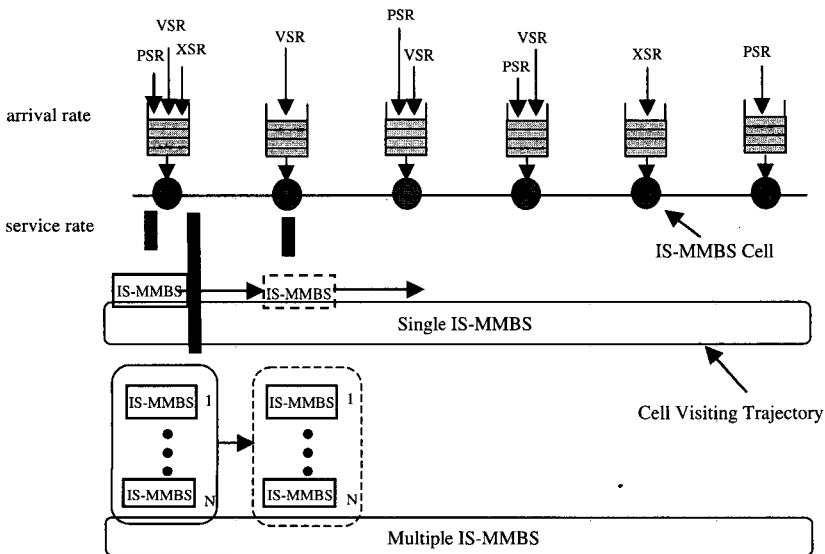 VSR
PSR
XSR
VSR
PSR
VSR
PSR
VSR
XSR
PSR
arrival rate
service rate
IS-MMBS Cell
IS-MMBS
IS-MMBS
Single IS-MMBS
IS-MMBS 1
IS-MMBS 1
Cell Visiting Trajectory
IS-MMBS N
IS-MMBS N
Multiple IS-MMBS